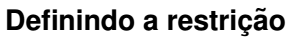 Definindo a restrição